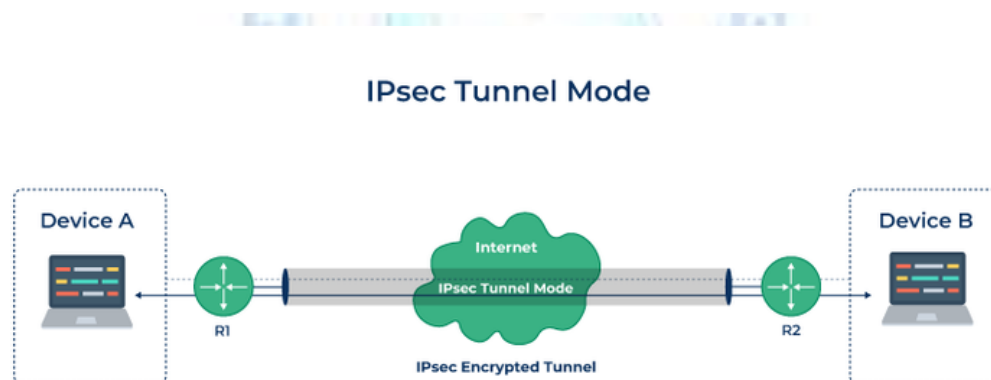 IPsec Tunnel Mode
Device A
Device B
Internet
IPsec Tunnel Mode
R1
R2
IPsec Encrypted Tunnel